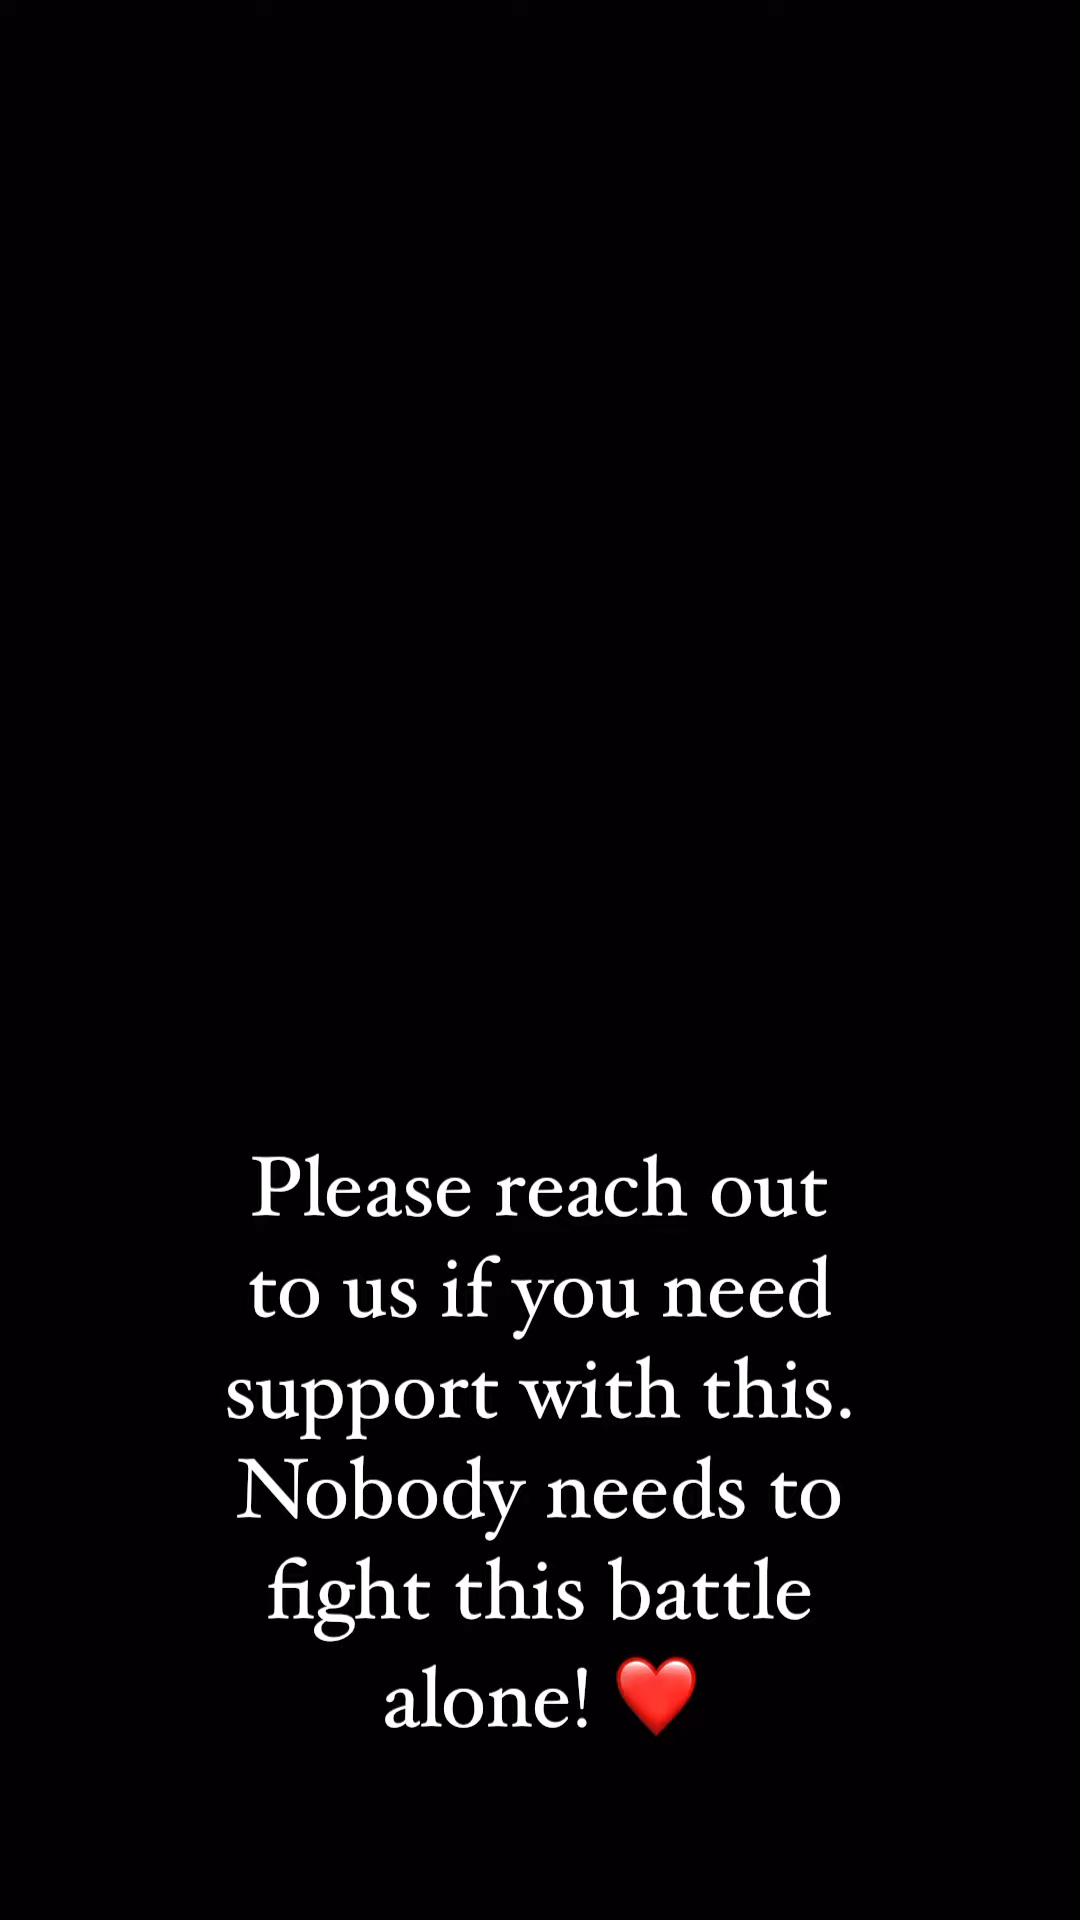 Please reach out
to us if you need
support with this.
Nobody needs to
fight this battle
alone! ❤️